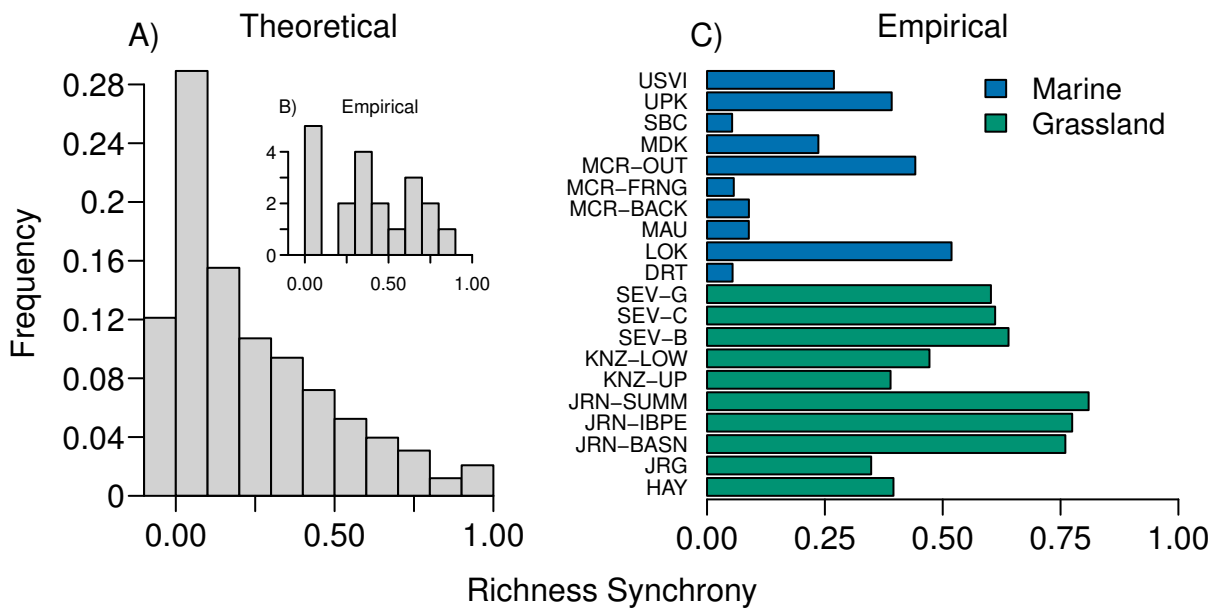 A) Theoretical
Frequency
0.28
0.24
0.2
0.16
0.12
0.08
0.04
0
0.00 0.50 1.00
B) Empirical
4
2
0
0.00 0.50 1.00
C) Empirical
Marine
Grassland
USVI
UPK
SBC
MDK
MCR−OUT
MCR−FRNG
MCR−BACK
MAU
LOK
DRT
SEV−G
SEV−C
SEV−B
KNZ−LOW
KNZ−UP
JRN−SUMM
JRN−IBPE
JRN−BASN
JRG
HAY
0.00 0.25 0.50 0.75 1.00
Richness Synchrony